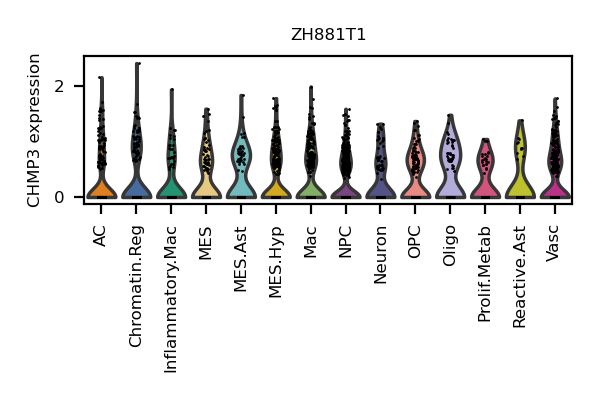 ZH881T1
CHMP3 expression
2
0
AC
Chromatin.Reg
Inflammatory.Mac
MES
MES.Ast
MES.Hyp
Mac
NPC
Neuron
OPC
Oligo
Prolif.Metab
Reactive.Ast
Vasc